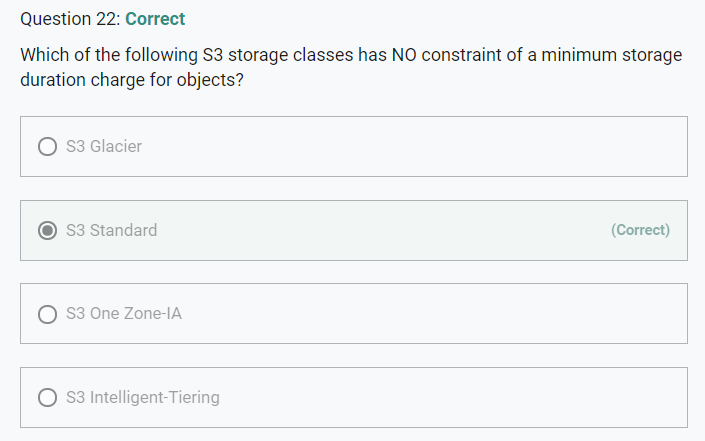 Question 22: Correct
Which of the following S3 storage classes has NO constraint of a minimum storage
duration charge for objects?
S3 Glacier
S3 Standard
(Correct)
S3 One Zone-IA
S3 Intelligent-Tiering